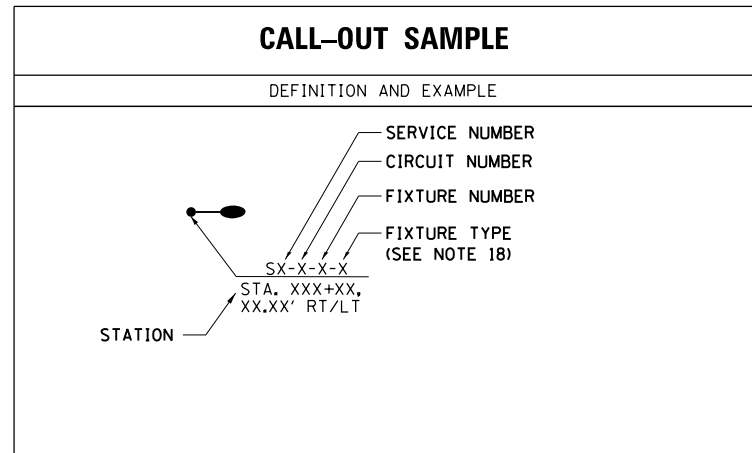 CALL–OUT SAMPLE
DEFINITION AND EXAMPLE
SERVICE NUMBER
CIRCUIT NUMBER
FIXTURE NUMBER
FIXTURE TYPE
(SEE NOTE 18)
SX-X-X-X
STA. XXX+XX,
XX.XX' RT/LT
STATION